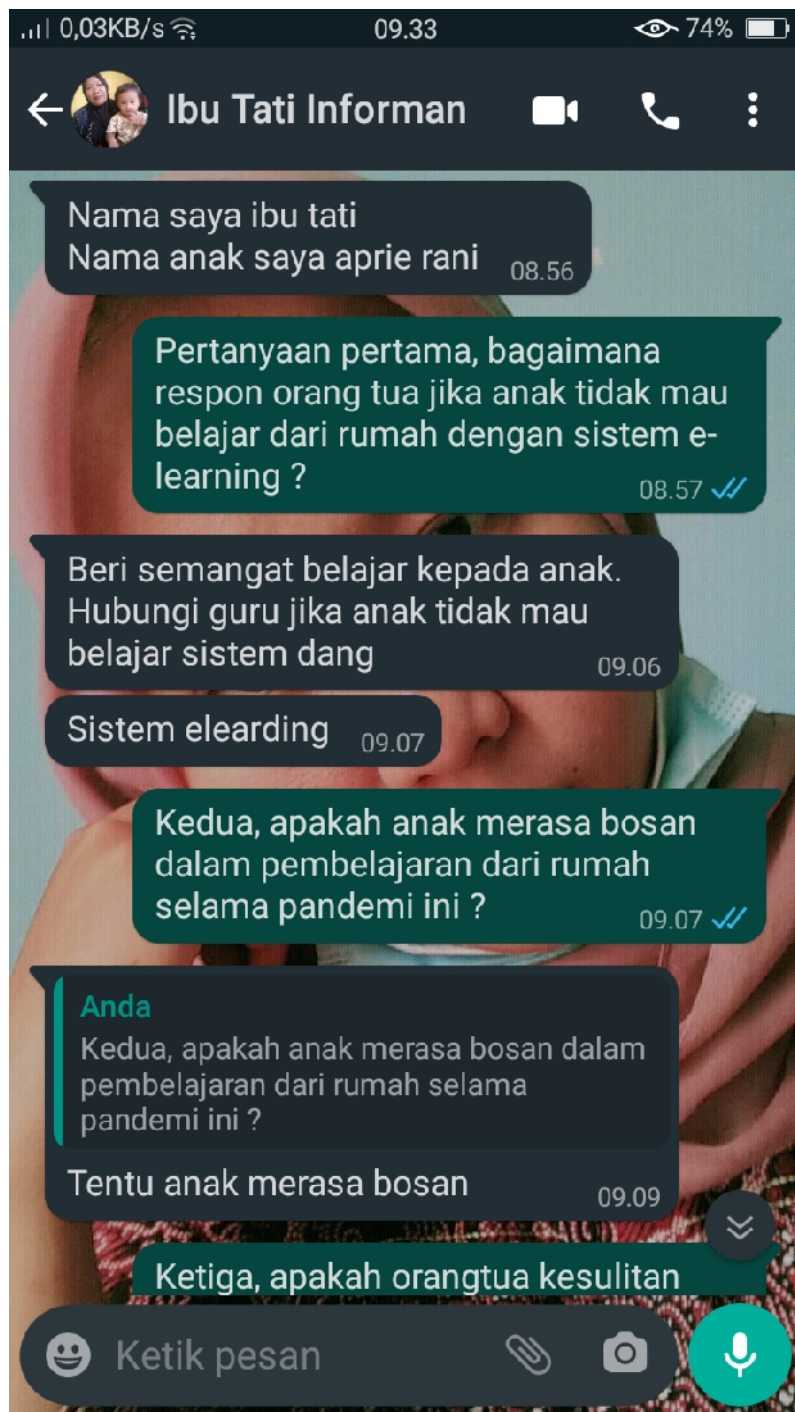 0,03KB/s
09.33
74%
Ibu Tati Informan
Nama saya ibu tati
Nama anak saya aprie rani 08.56
Pertanyaan pertama, bagaimana
respon orang tua jika anak tidak mau
belajar dari rumah dengan sistem e-
learning ? 08.57
Beri semangat belajar kepada anak.
Hubungi guru jika anak tidak mau
belajar sistem dang 09.06
Sistem elearding 09.07
Kedua, apakah anak merasa bosan
dalam pembelajaran dari rumah
selama pandemi ini ? 09.07
Anda
Kedua, apakah anak merasa bosan dalam
pembelajaran dari rumah selama
pandemi ini ?
Tentu anak merasa bosan 09.09
Ketiga, apakah orangtua kesulitan
Ketik pesan